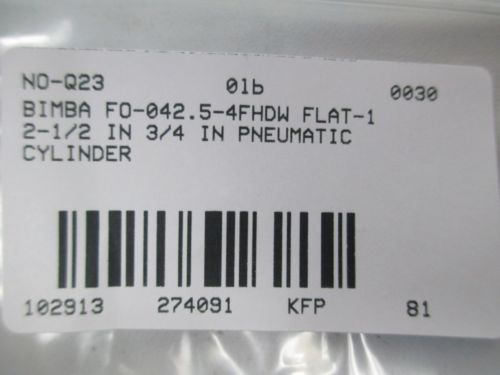 NO-Q23 01b 0030
BIMBA FO-042.5-4FHDW FLAT-1
2-1/2 IN 3/4 IN PNEUMATIC
CYLINDER
102913 274091 KFP 81